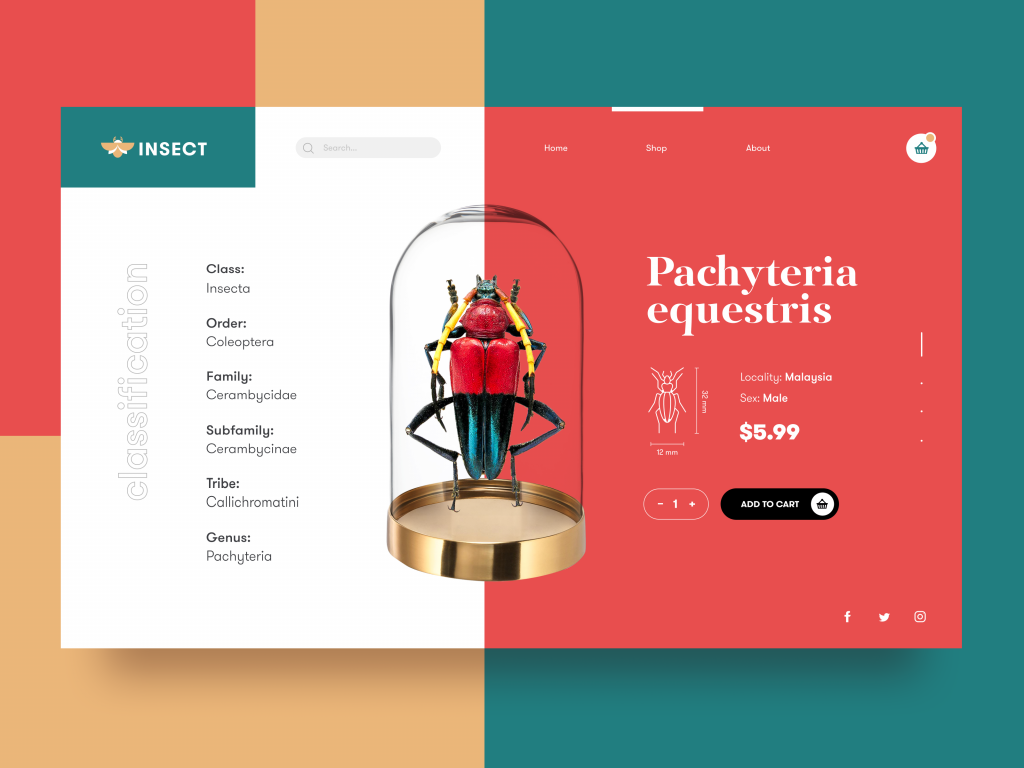 INSECT
Search...
Home
Shop
About
classification
Class:
Insecta
Order:
Coleoptera
Family:
Cerambycidae
Subfamily:
Cerambycinae
Tribe:
Callichromatini
Genus:
Pachyteria
Pachyteria
equestris
32 mm
12 mm
Locality: Malaysia
Sex: Male
$5.99
- 1 +
ADD TO CART